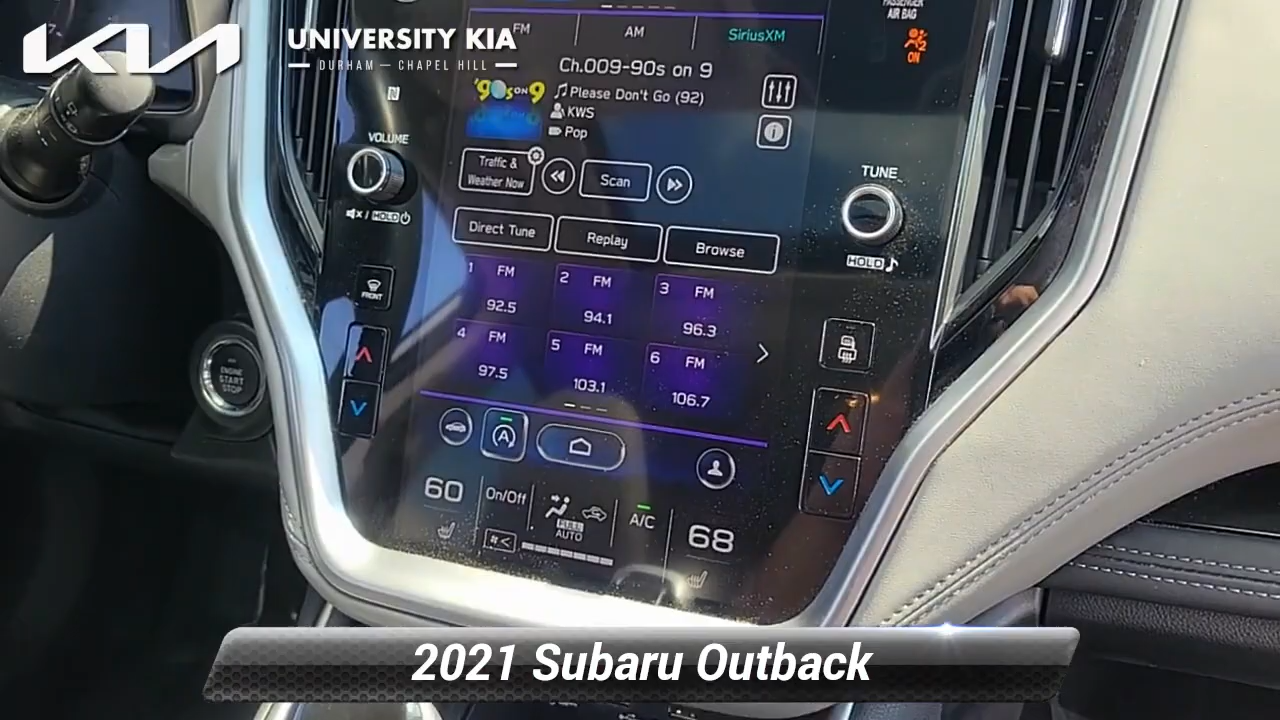 KIA
UNIVERSITY KIA
DURHAM — CHAPEL HILL
PASSENGER
AIR BAG
2
ON
FM
AM
SiriusXM
Ch.009-90s on 9
'90s ON 9
Please Don't Go (92)
KWS
Pop
N
VOLUME
HOLD
TUNE
HOLD
Traffic &
Weather Now
Scan
Direct Tune
Replay
Browse
1 FM
92.5
2 FM
94.1
3 FM
96.3
4 FM
97.5
5 FM
103.1
6 FM
106.7
FRONT
ENGINE
START
STOP
A
60
On/Off
FULL
AUTO
A/C
68
2021 Subaru Outback